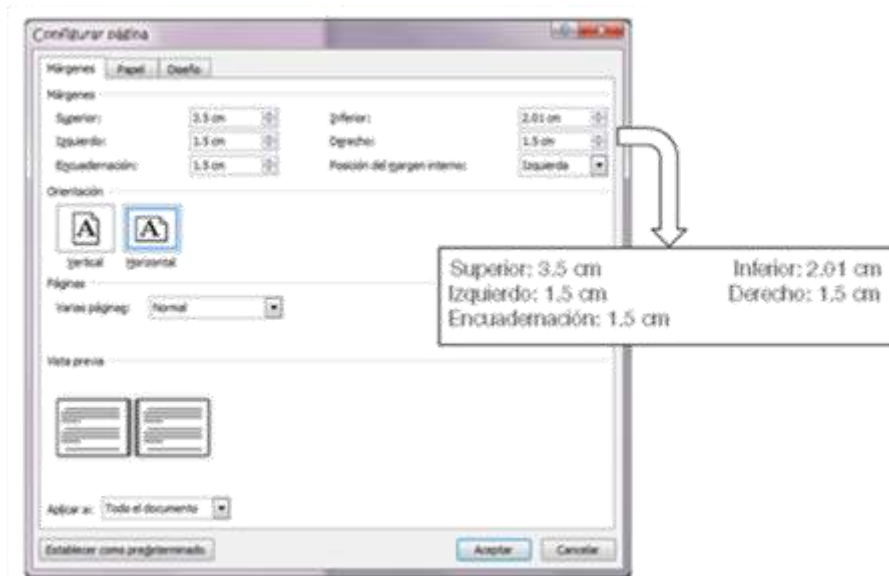 Configurar página
Márgenes Papel Diseño
Márgenes
Superior: 3.5 cm Inferior: 2.01 cm
Izquierdo: 1.5 cm Derecho: 1.5 cm
Encuadernación: 1.5 cm Posición del margen interno: Izquierda
Orientación
A A
Vertical Horizontal
Páginas
Varias páginas: Normal
Superior: 3.5 cm Inferior: 2.01 cm
Izquierdo: 1.5 cm Derecho: 1.5 cm
Encuadernación: 1.5 cm
Vista previa
Aplicar a: Todo el documento
Establecer como predeterminado Aceptar Cancelar